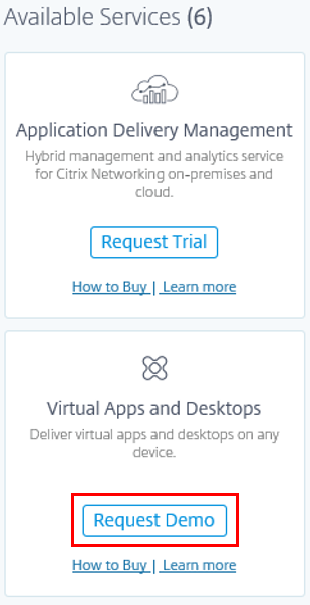 Available Services (6)
Application Delivery Management
Hybrid management and analytics service
for Citrix Networking on-premises and
cloud.
Request Trial
How to Buy | Learn more
Virtual Apps and Desktops
Deliver virtual apps and desktops on any
device.
Request Demo
How to Buy | Learn more